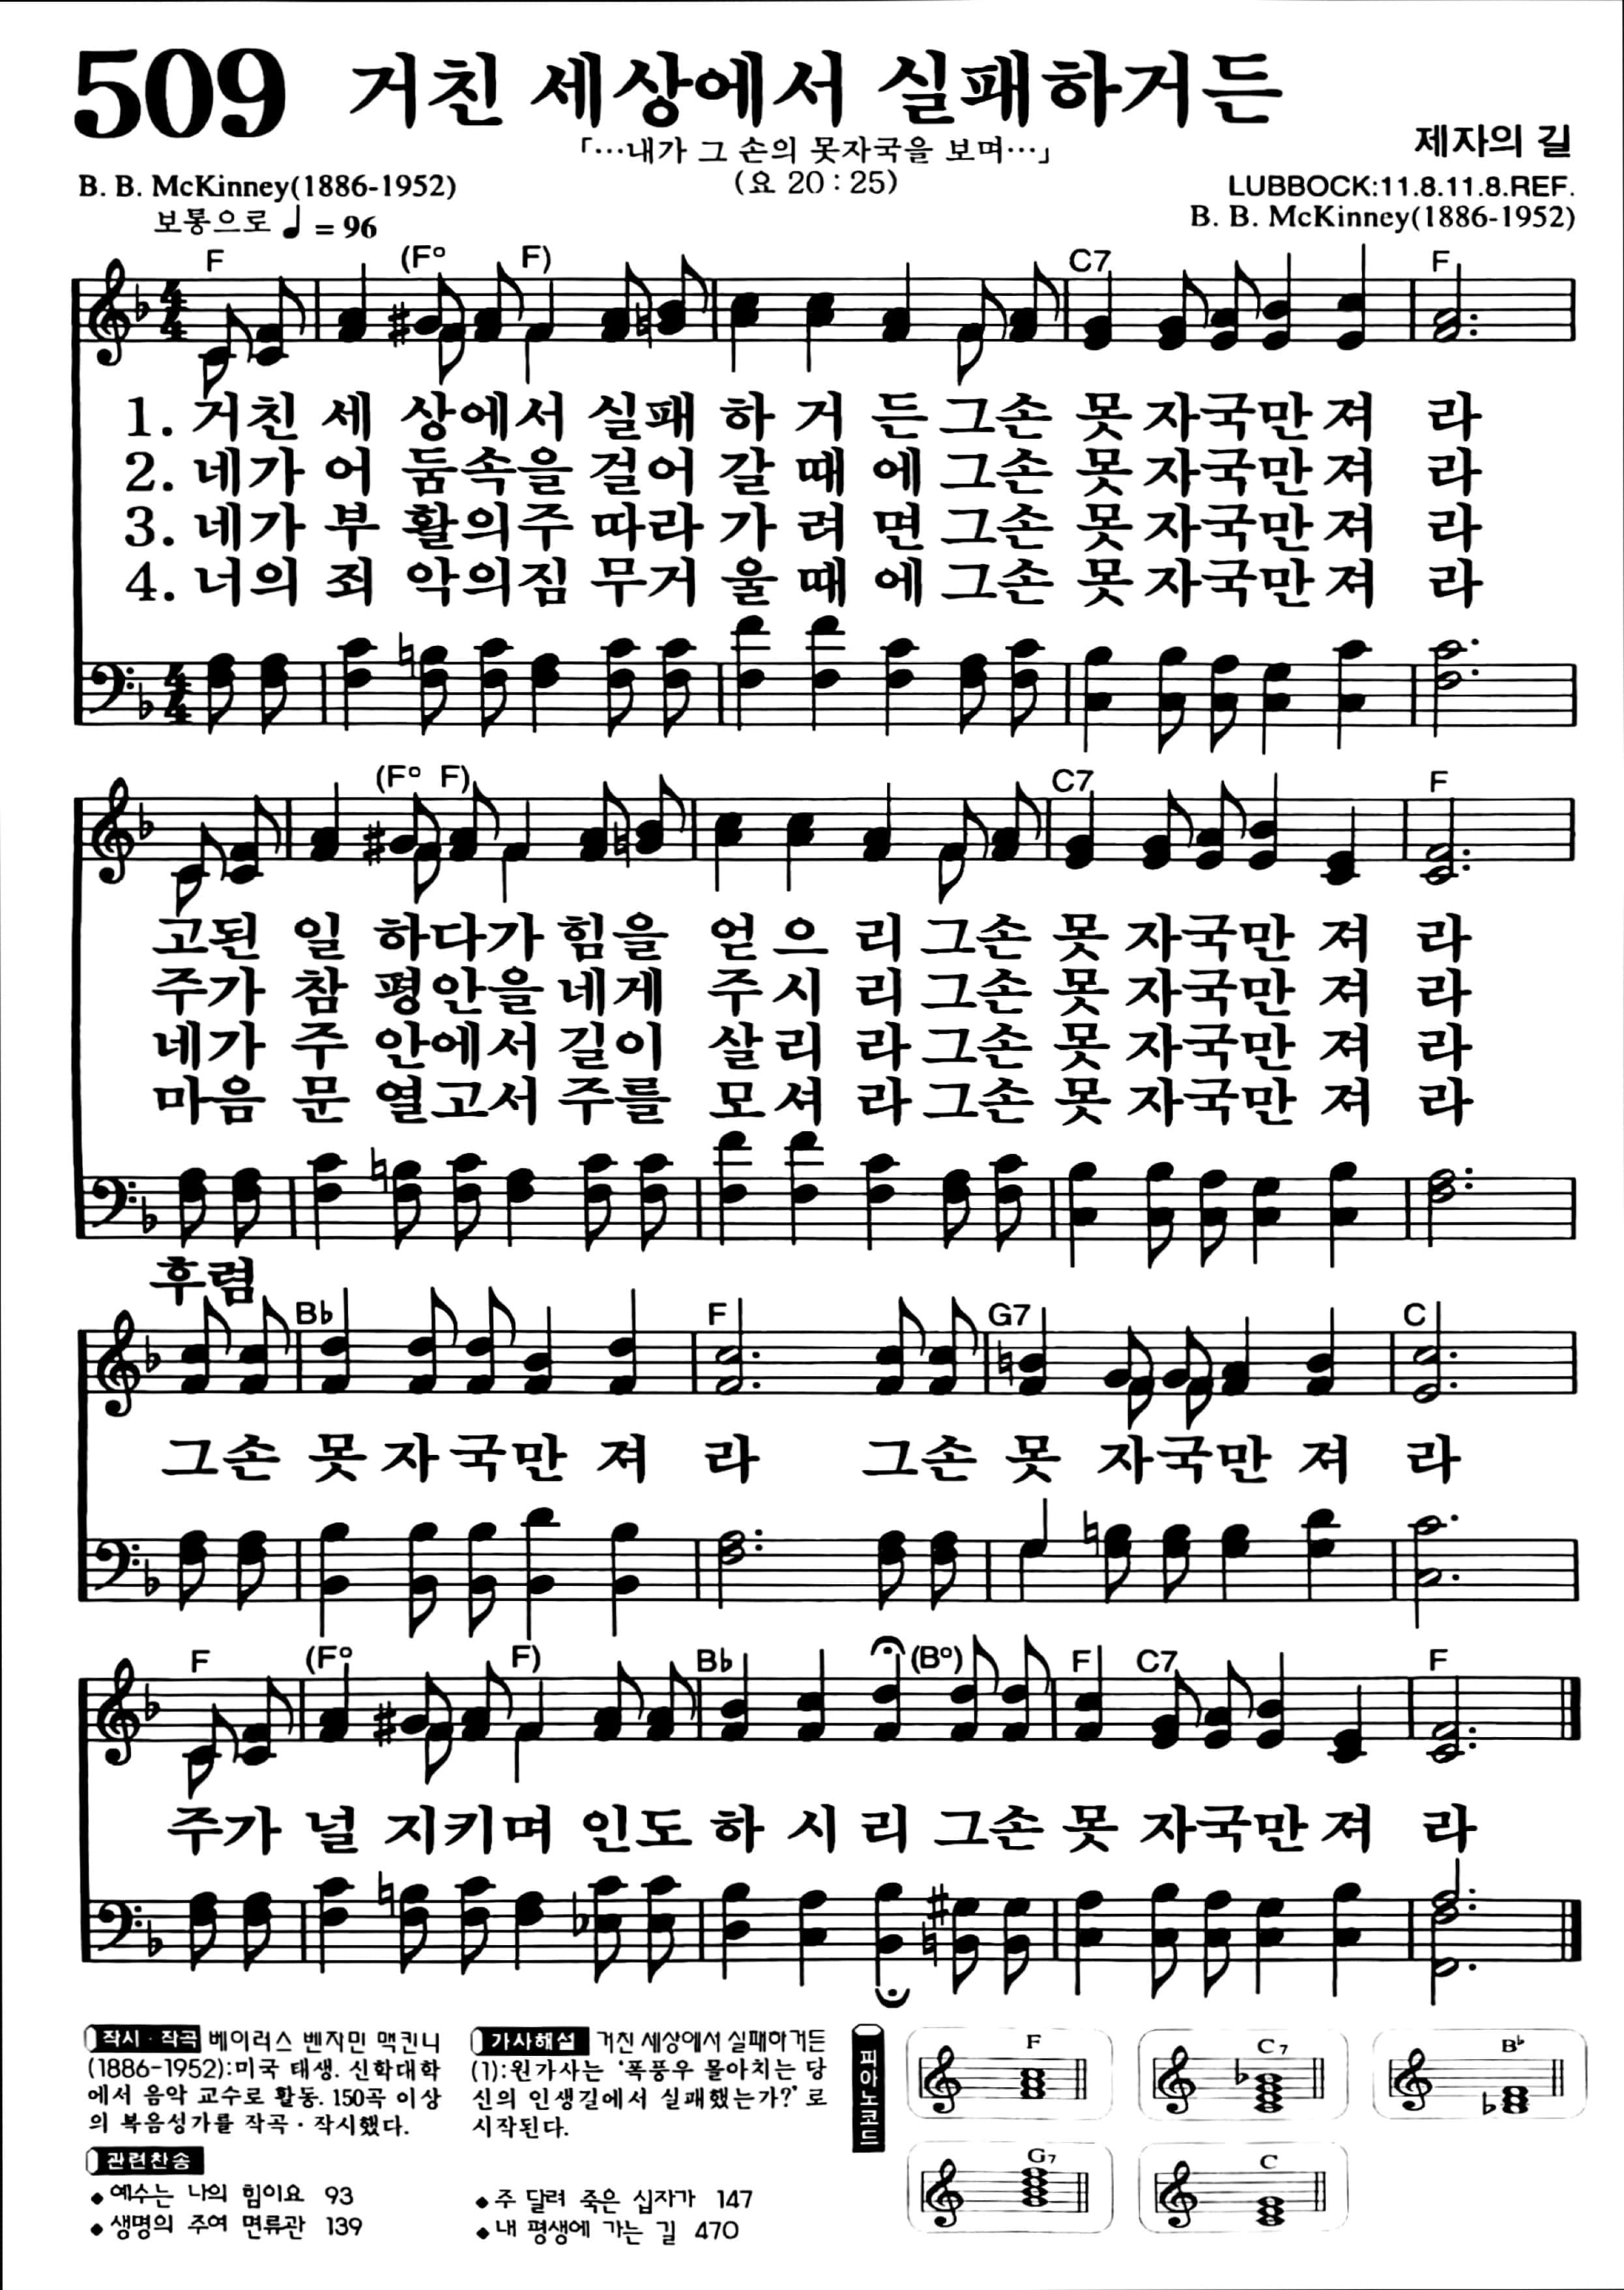 509 거친 세상에서 실패하거든
「…내가 그 손의 못자국을 보며…」
제자의 길
B. B. McKinney(1886-1952)
(요 20 : 25)
LUBBOCK:11.8.11.8.REF.
보통으로 ♩ = 96
B. B. McKinney(1886-1952)
F (F° F) C7 F
1. 거친 세 상에서 실패 하 거 든 그손 못 자국만 져 라
2. 네가 어 둠속을 걸어 갈 때 에 그손 못 자국만 져 라
3. 네가 부 활의주 따라 가 려 면 그손 못 자국만 져 라
4. 너의 죄 악의짐 무거 울 때 에 그손 못 자국만 져 라
(F° F) C7 F
고된 일 하다가 힘을 얻 으 리 그손 못 자국만 져 라
주가 참 평안을 네게 주 시 리 그손 못 자국만 져 라
네가 주 안에서 길이 살 리 라 그손 못 자국만 져 라
마음 문 열고서 주를 모 셔 라 그손 못 자국만 져 라
후렴
B♭ F G7 C
그손 못 자 국만 져 라 그손 못 자국만 져 라
F (F° F) B♭ (B°) F C7 F
주가 널 지키며 인도 하 시 리 그손 못 자국만 져 라
작시 · 작곡 베이러스 벤자민 맥킨니
(1886-1952):미국 태생. 신학대학
에서 음악 교수로 활동. 150곡 이상
의 복음성가를 작곡 · 작시했다.
가사해설 거친 세상에서 실패하거든
(1):원가사는 '폭풍우 몰아치는 당
신의 인생길에서 실패했는가?' 로
시작된다.
관련찬송
◆ 예수는 나의 힘이요 93
◆ 생명의 주여 면류관 139
◆ 주 달려 죽은 십자가 147
◆ 내 평생에 가는 길 470
피아노코드
F C7 B♭
G7 C